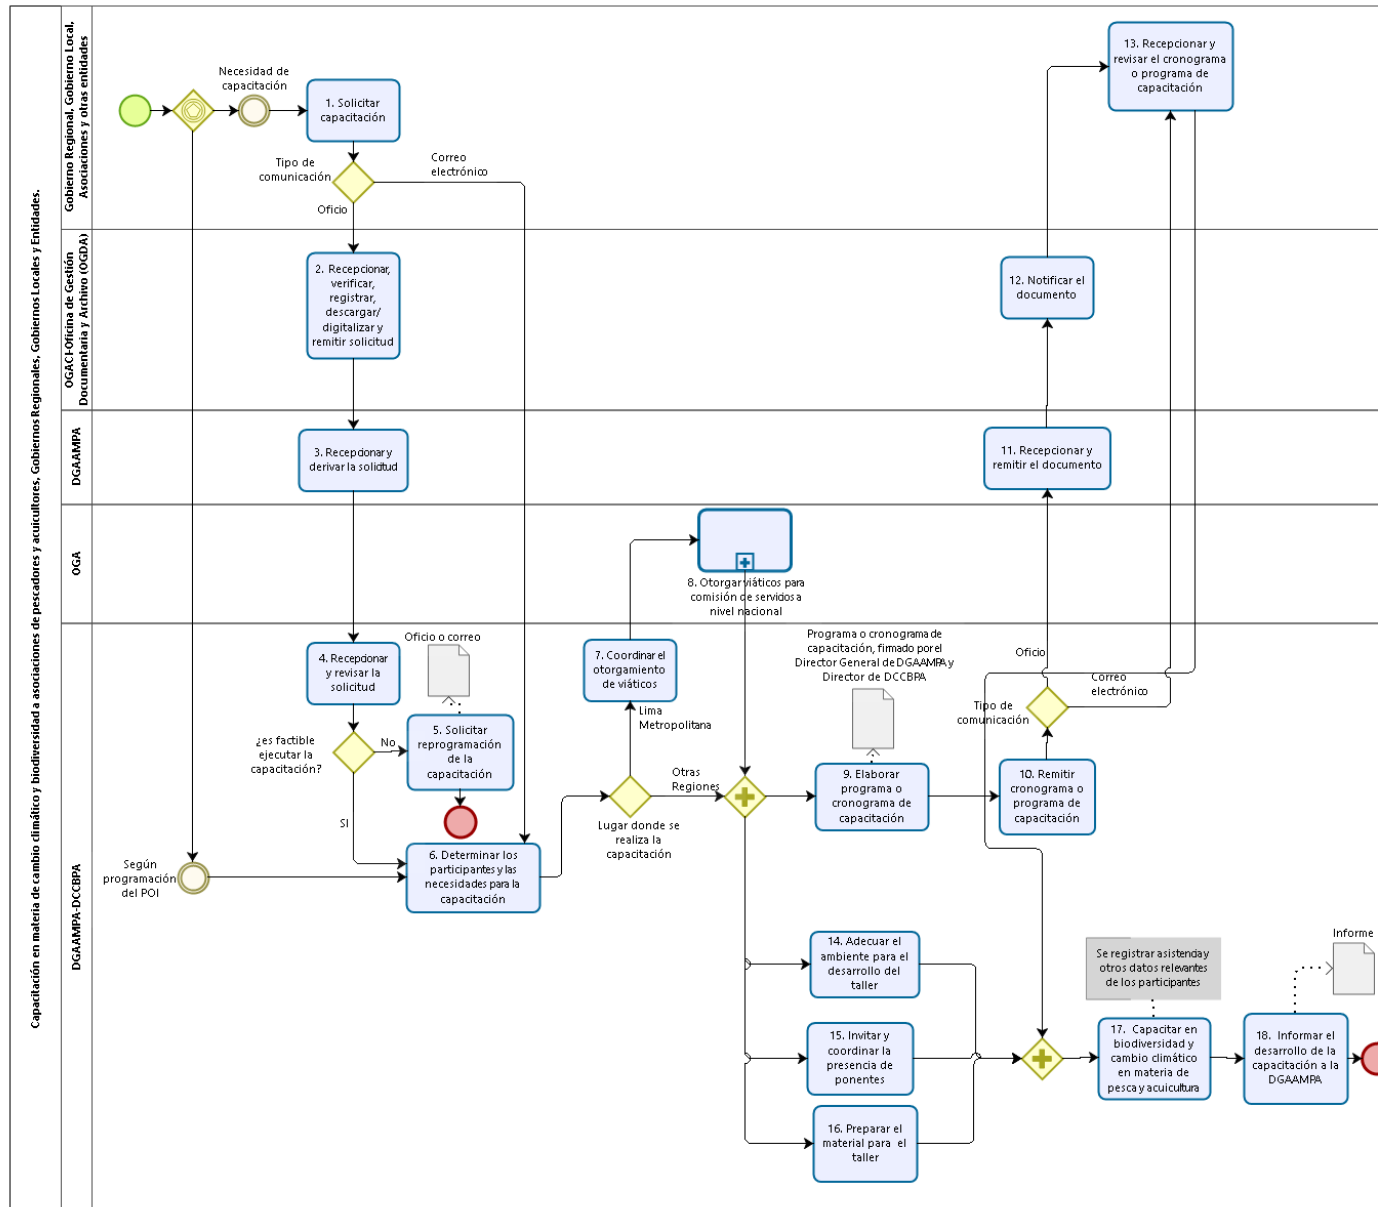 Capacitación en materia de cambio climático y biodiversidad a asociaciones de pescadores y acuicultores, Gobiernos Regionales, Gobiernos Locales y Entidades.
Gobierno Regional, Gobierno Local,
Asociaciones y otras entidades
Necesidad de
capacitación
1. Solicitar
capacitación
Tipo de
comunicación
Correo
electrónico
Oficio
13. Recepcionar y
revisar el cronograma
o programa de
capacitación
OGACI-Oficina de Gestión
Documentaria y Archivo (OGDA)
2. Recepcionar,
verificar,
registrar,
descargar/
digitalizar y
remitir solicitud
12. Notificar el
documento
DGAAMPA
3. Recepcionar y
derivar la solicitud
11. Recepcionar y
remitir el documento
OGA
8. Otorgar viáticos para
comisión de servicios a
nivel nacional
DGAAMPA-DCCBPA
4. Recepcionar
y revisar la
solicitud
Oficio o correo
¿es factible
ejecutar la
capacitación?
No
SI
5. Solicitar
reprogramación
de la
capacitación
Según
programación
del POI
6. Determinar los
participantes y las
necesidades para la
capacitación
7. Coordinar el
otorgamiento
de viáticos
Lima
Metropolitana
Otras
Regiones
Lugar donde se
realiza la
capacitación
Programa o cronograma de
capacitación, firmado por el
Director General de DGAAMPA y
Director de DCCBPA
9. Elaborar
programa o
cronograma de
capacitación
Oficio
Correo
electrónico
Tipo de
comunicación
10. Remitir
cronograma o
programa de
capacitación
14. Adecuar el
ambiente para el
desarrollo del
taller
15. Invitar y
coordinar la
presencia de
ponentes
16. Preparar el
material para el
taller
Se registrar asistencia y
otros datos relevantes
de los participantes
17. Capacitar en
biodiversidad y
cambio climático
en materia de
pesca y acuicultura
Informe
18. Informar el
desarrollo de la
capacitación a la
DGAAMPA